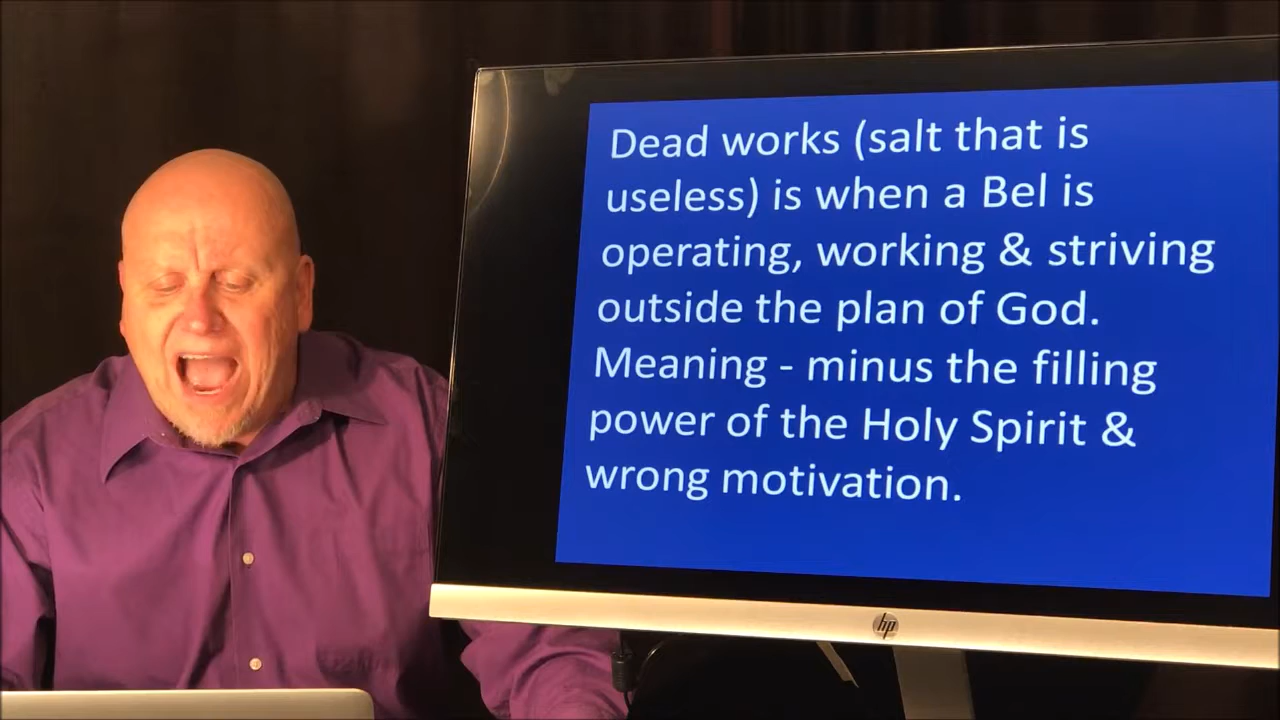 Dead works (salt that is
useless) is when a Bel is
operating, working & striving
outside the plan of God.
Meaning - minus the filling
power of the Holy Spirit &
wrong motivation.
hp